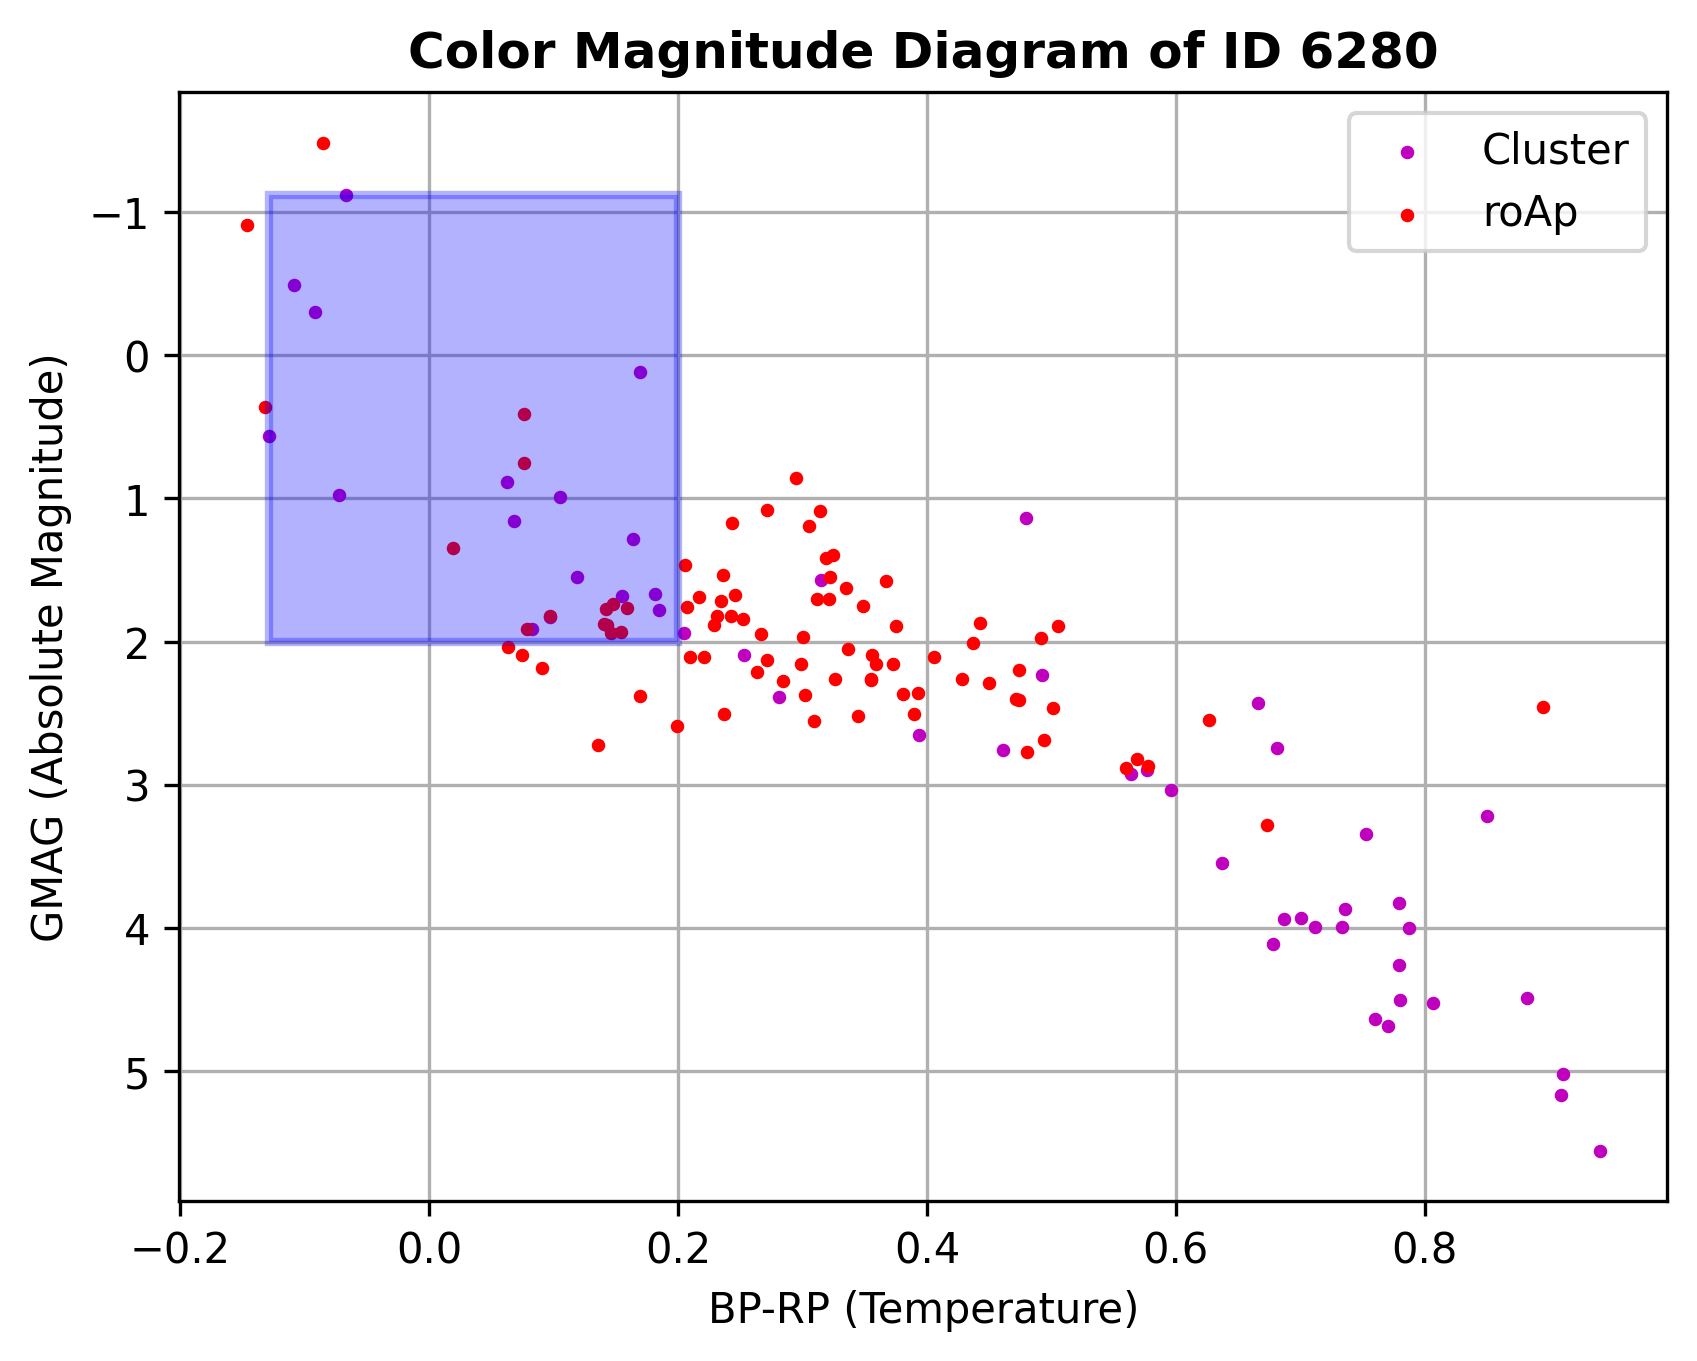 Color Magnitude Diagram of ID 6280
Cluster
roAp
GMAG (Absolute Magnitude)
−1
0
1
2
3
4
5
−0.2 0.0 0.2 0.4 0.6 0.8
BP-RP (Temperature)